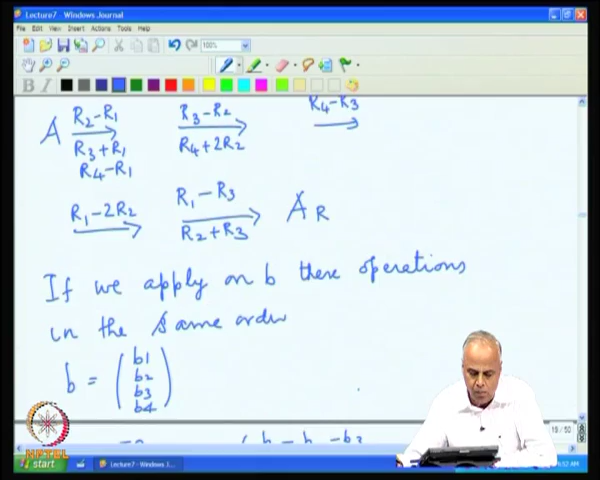 Lecture7 - Windows Journal
File Edit View Insert Actions Tools Help
100%
B I
A R2-R1 R3-R2 R4-R3
R3+R1 R4+2R2
R4-R1
R1-2R2 R1-R3 AR
R2+R3
If we apply on b these operations
in the same order
b = ( b1
b2
b3
b4 )
NPTEL
start Lecture7 - Windows J...